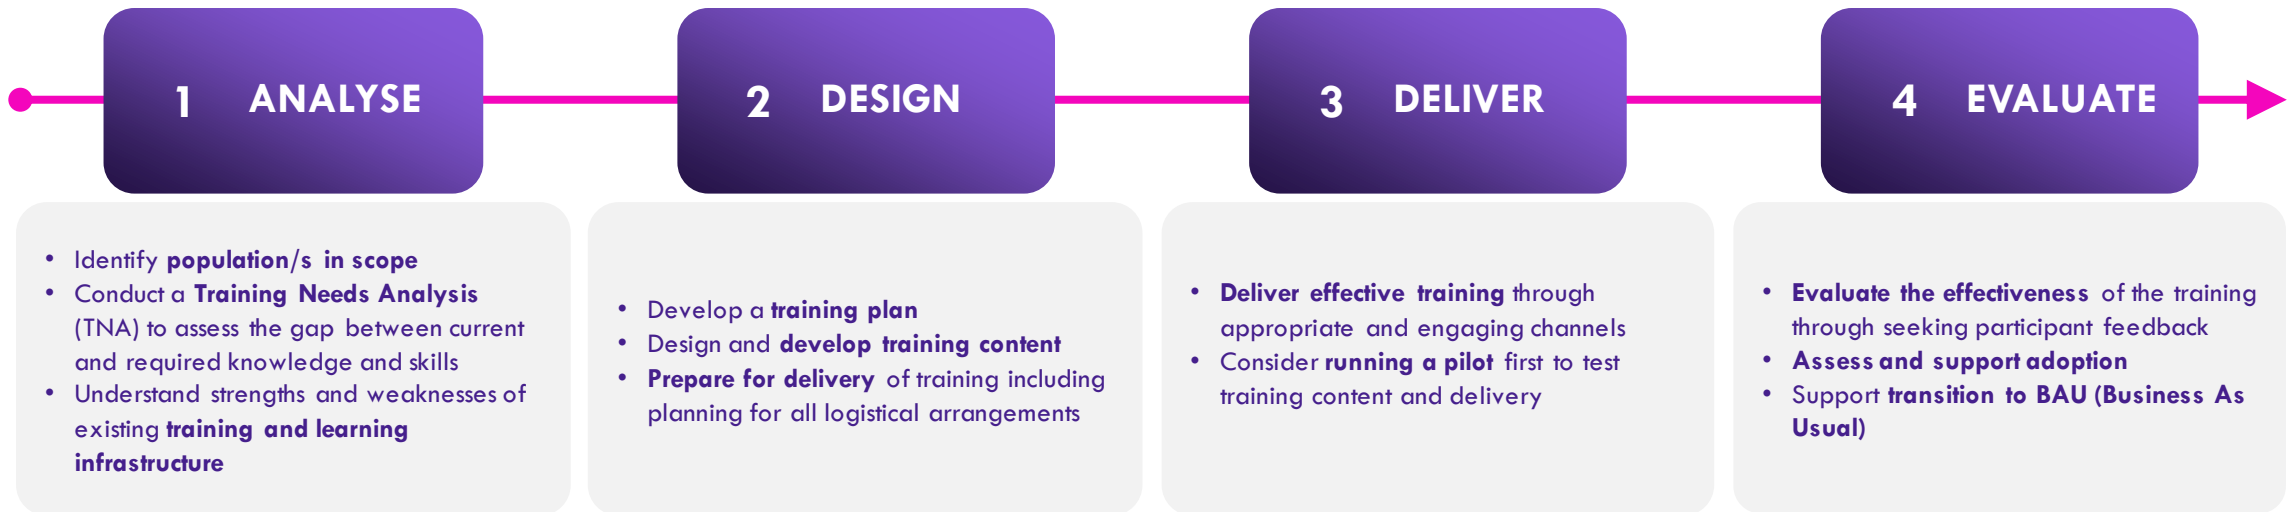 1 ANALYSE
• Identify population/s in scope
• Conduct a Training Needs Analysis
(TNA) to assess the gap between current
and required knowledge and skills
• Understand strengths and weaknesses of
existing training and learning
infrastructure
2 DESIGN
• Develop a training plan
• Design and develop training content
• Prepare for delivery of training including
planning for all logistical arrangements
3 DELIVER
• Deliver effective training through
appropriate and engaging channels
• Consider running a pilot first to test
training content and delivery
4 EVALUATE
• Evaluate the effectiveness of the training
through seeking participant feedback
• Assess and support adoption
• Support transition to BAU (Business As
Usual)